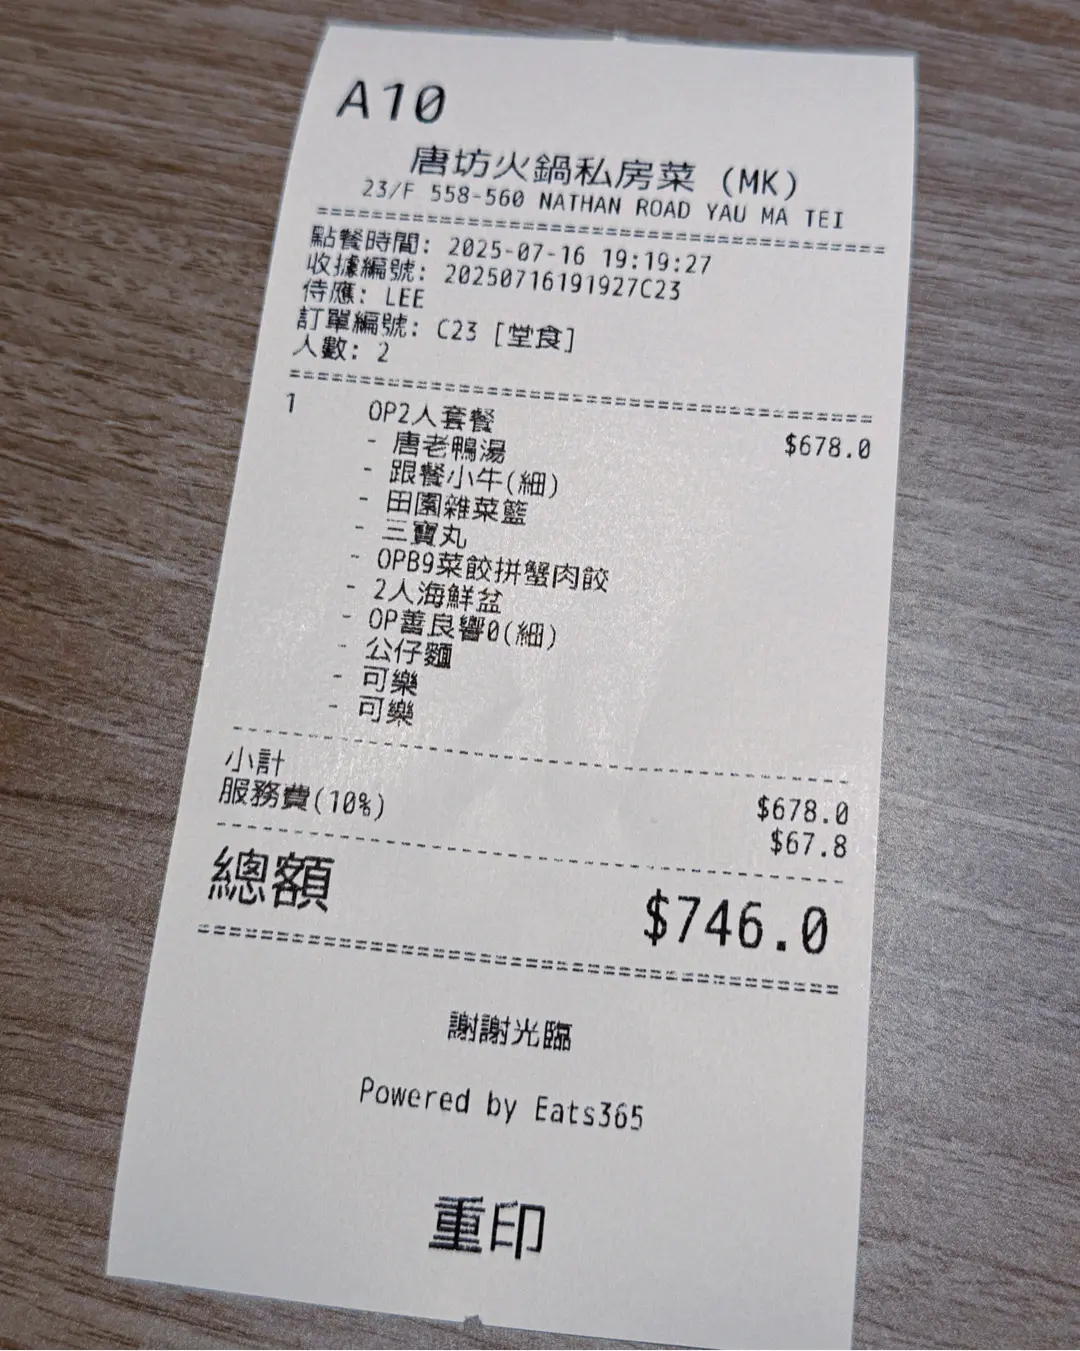 A10
唐坊火鍋私房菜 (MK)
23/F 558-560 NATHAN ROAD YAU MA TEI
點餐時間: 2025-07-16 19:19:27
收據編號: 20250716191927C23
侍應: LEE
訂單編號: C23 [堂食]
人數: 2
1 OP2人套餐 $678.0
- 唐老鴨湯
- 跟餐小牛(細)
- 田園雜菜籃
- 三寶丸
- OPB9菜餃拼蟹肉餃
- 2人海鮮盆
- OP善良響0(細)
- 公仔麵
- 可樂
- 可樂
小計 $678.0
服務費(10%) $67.8
總額 $746.0
謝謝光臨
Powered by Eats365
重印